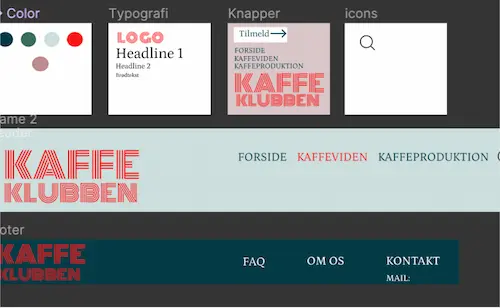 Color
Typografi
Knapper
icons
LOGO
Headline 1
Headline 2
Brødtekst
Tilmeld
FORSIDE
KAFFEVIDEN
KAFFEPRODUKTION
KAFFE
KLUBBEN
ame 2
KAFFE
KLUBBEN
FORSIDE KAFFEVIDEN KAFFEPRODUKTION
oter
KAFFE
KLUBBEN
FAQ OM OS KONTAKT
MAIL: